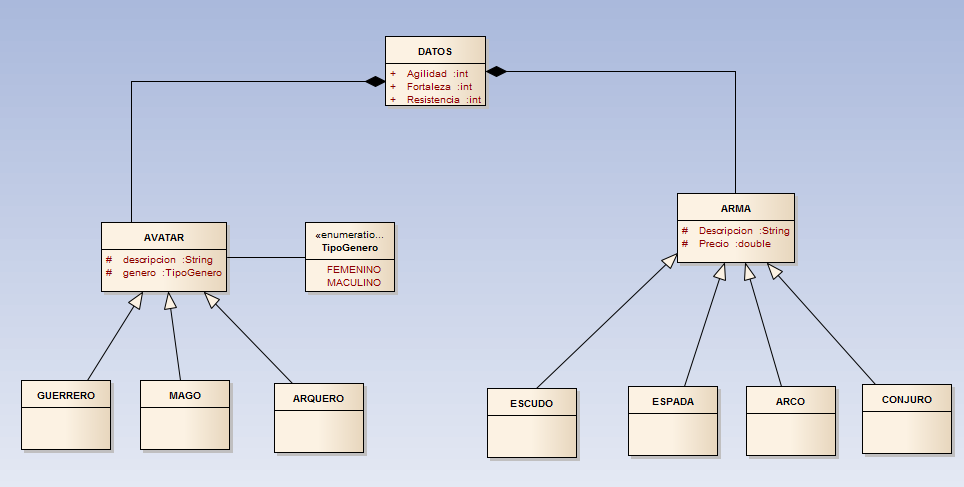 DATOS
+ Agilidad :int
+ Fortaleza :int
+ Resistencia :int
AVATAR
# descripcion :String
# genero :TipoGenero
«enumeratio...
TipoGenero
FEMENINO
MACULINO
ARMA
# Descripcion :String
# Precio :double
GUERRERO
MAGO
ARQUERO
ESCUDO
ESPADA
ARCO
CONJURO